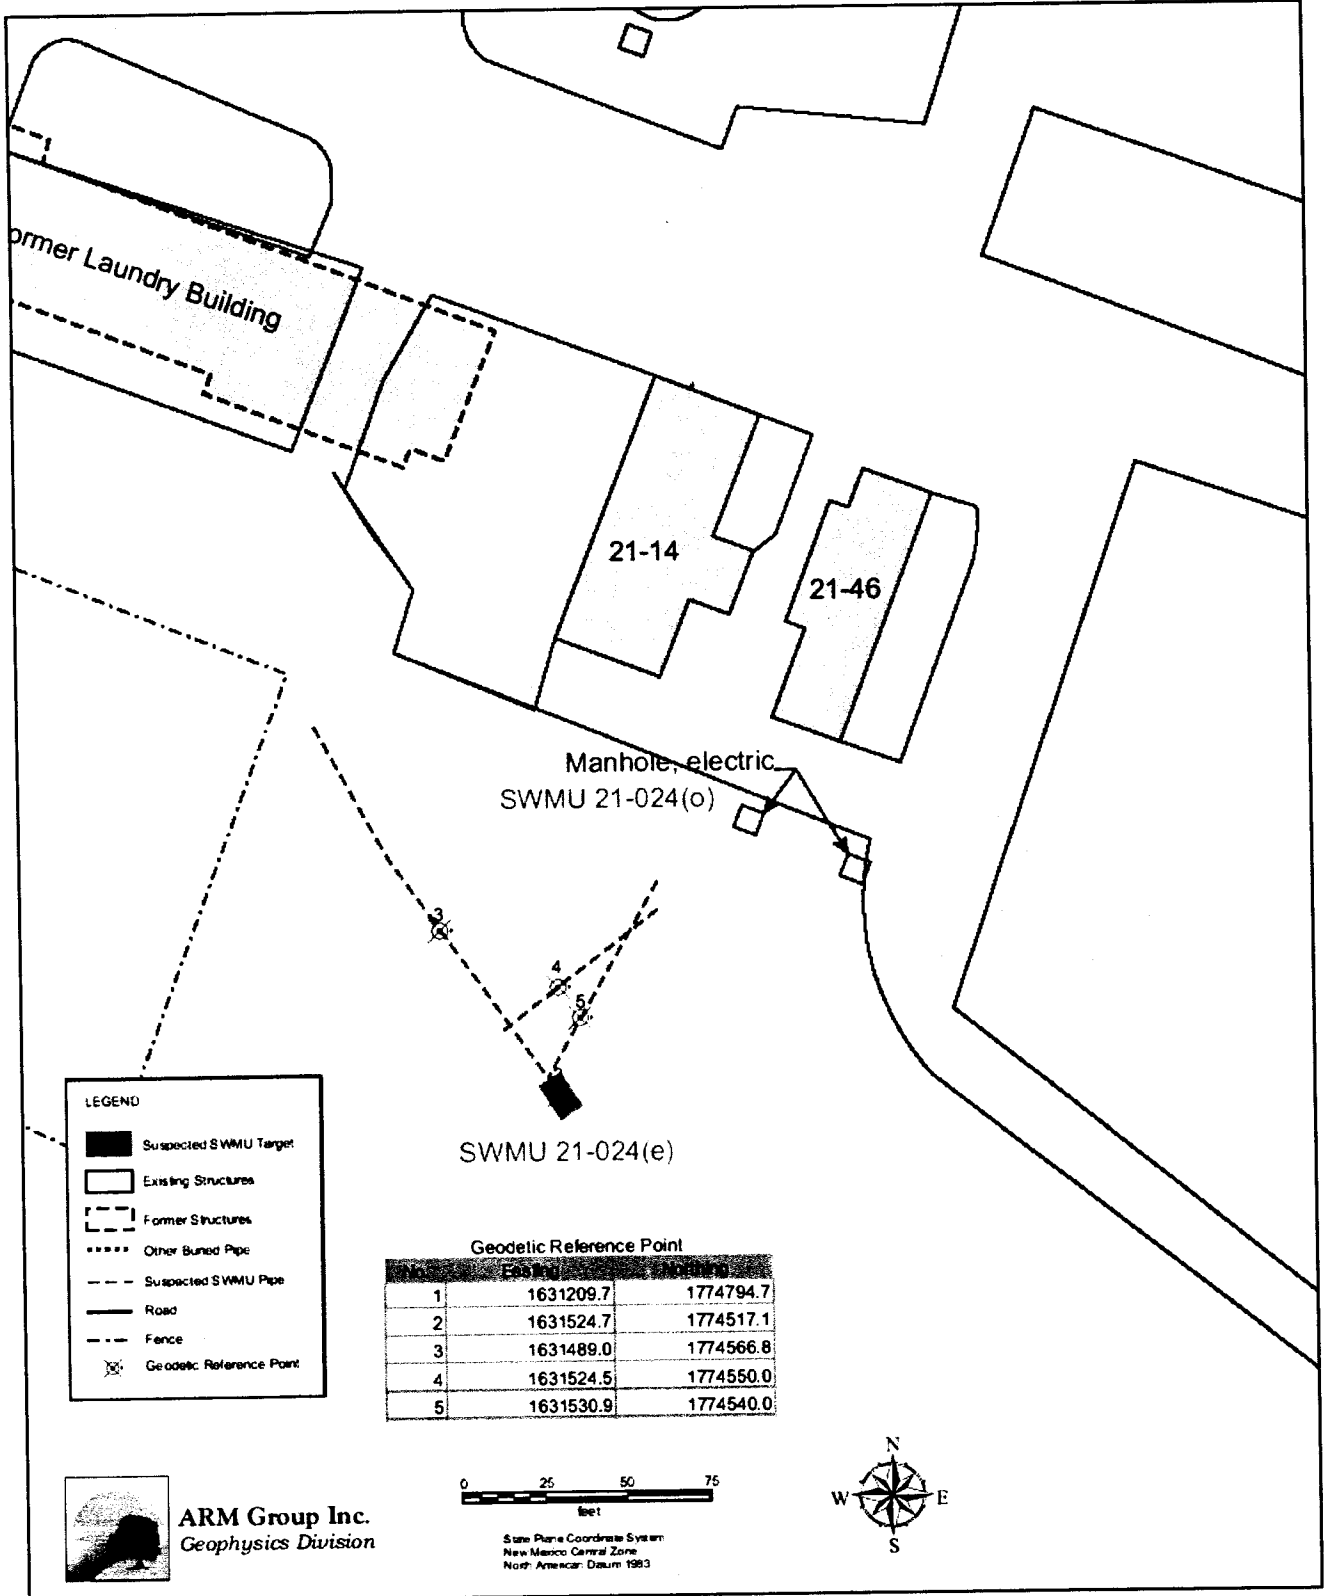 ormer Laundry Building
21-14
21-46
Manhole, electric
SWMU 21-024(o)
3
4
5
SWMU 21-024(e)
LEGEND
Suspected SWMU Target
Existing Structures
Former Structures
Other Buried Pipe
Suspected SWMU Pipe
Road
Fence
Geodetic Reference Point
Geodetic Reference Point
No. Easting Northing
1 1631209.7 1774794.7
2 1631524.7 1774517.1
3 1631489.0 1774566.8
4 1631524.5 1774550.0
5 1631530.9 1774540.0
ARM Group Inc.
Geophysics Division
0 25 50 75
feet
State Plane Coordinate System
New Mexico Central Zone
North American Datum 1983
N
W E
S